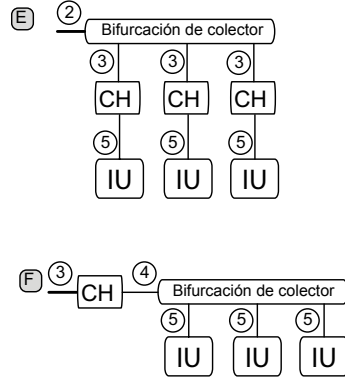 E 2
Bifurcación de colector
3 3 3
CH CH CH
5 5 5
IU IU IU
F 3 CH 4 Bifurcación de colector
5 5 5
IU IU IU